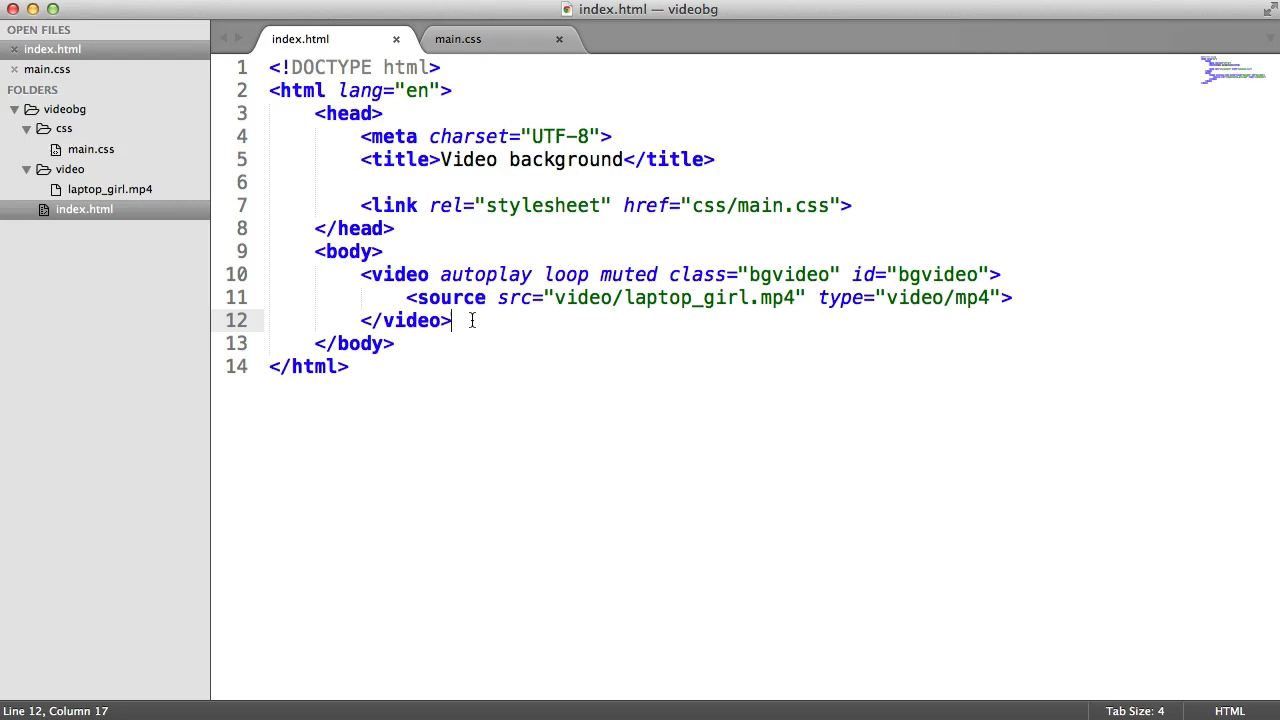 index.html — videobg
OPEN FILES
index.html
main.css
FOLDERS
videobg
css
main.css
video
laptop_girl.mp4
index.html
index.html
main.css
1 <!DOCTYPE html>
2 <html lang="en">
3 <head>
4 <meta charset="UTF-8">
5 <title>Video background</title>
6
7 <link rel="stylesheet" href="css/main.css">
8 </head>
9 <body>
10 <video autoplay loop muted class="bgvideo" id="bgvideo">
11 <source src="video/laptop_girl.mp4" type="video/mp4">
12 </video>
13 </body>
14 </html>
Line 12, Column 17
Tab Size: 4
HTML